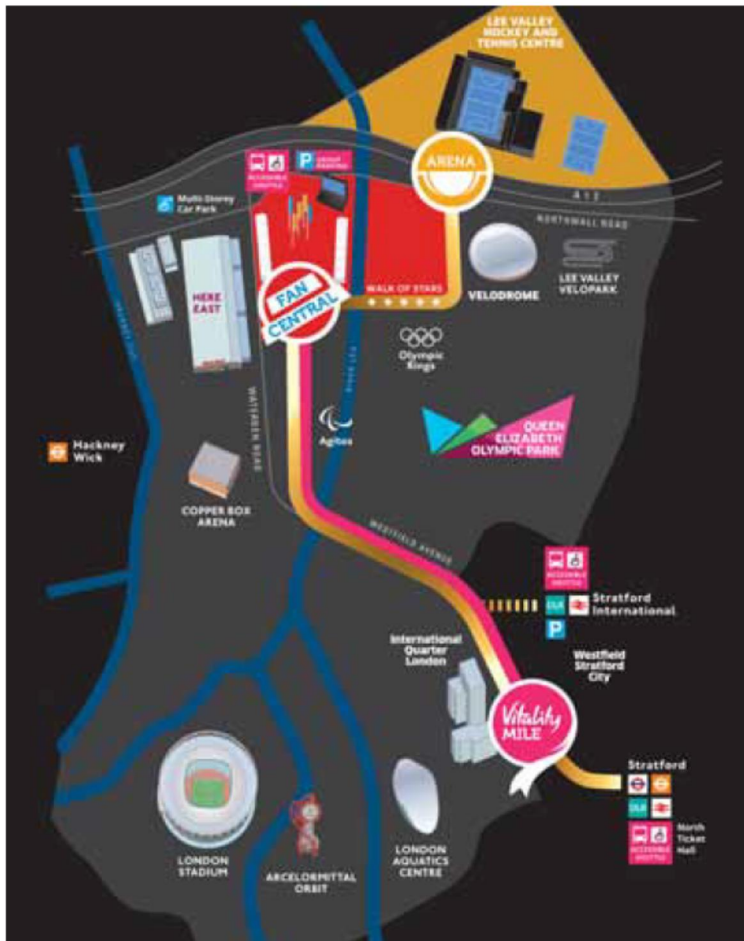 LEE VALLEY
HOCKEY AND
TENNIS CENTRE
ARENA
ACCESSIBLE
SHUTTLE
P
A12
NORTHWALL ROAD
Multi-Storey
Car Park
HERE
EAST
FAN
CENTRAL
WALK OF STARS
VELODROME
LEE VALLEY
VELOPARK
Olympic
Rings
WATERDEN ROAD
Agitos
QUEEN
ELIZABETH
OLYMPIC PARK
Hackney
Wick
COPPER BOX
ARENA
WESTFIELD AVENUE
ACCESSIBLE
SHUTTLE
DLR
Stratford
International
P
International
Quarter
London
Westfield
Stratford
City
Vitality
MILE
Stratford
DLR
ACCESSIBLE
SHUTTLE
North
Ticket
Hall
LONDON
STADIUM
ARCELORMITTAL
ORBIT
LONDON
AQUATICS
CENTRE